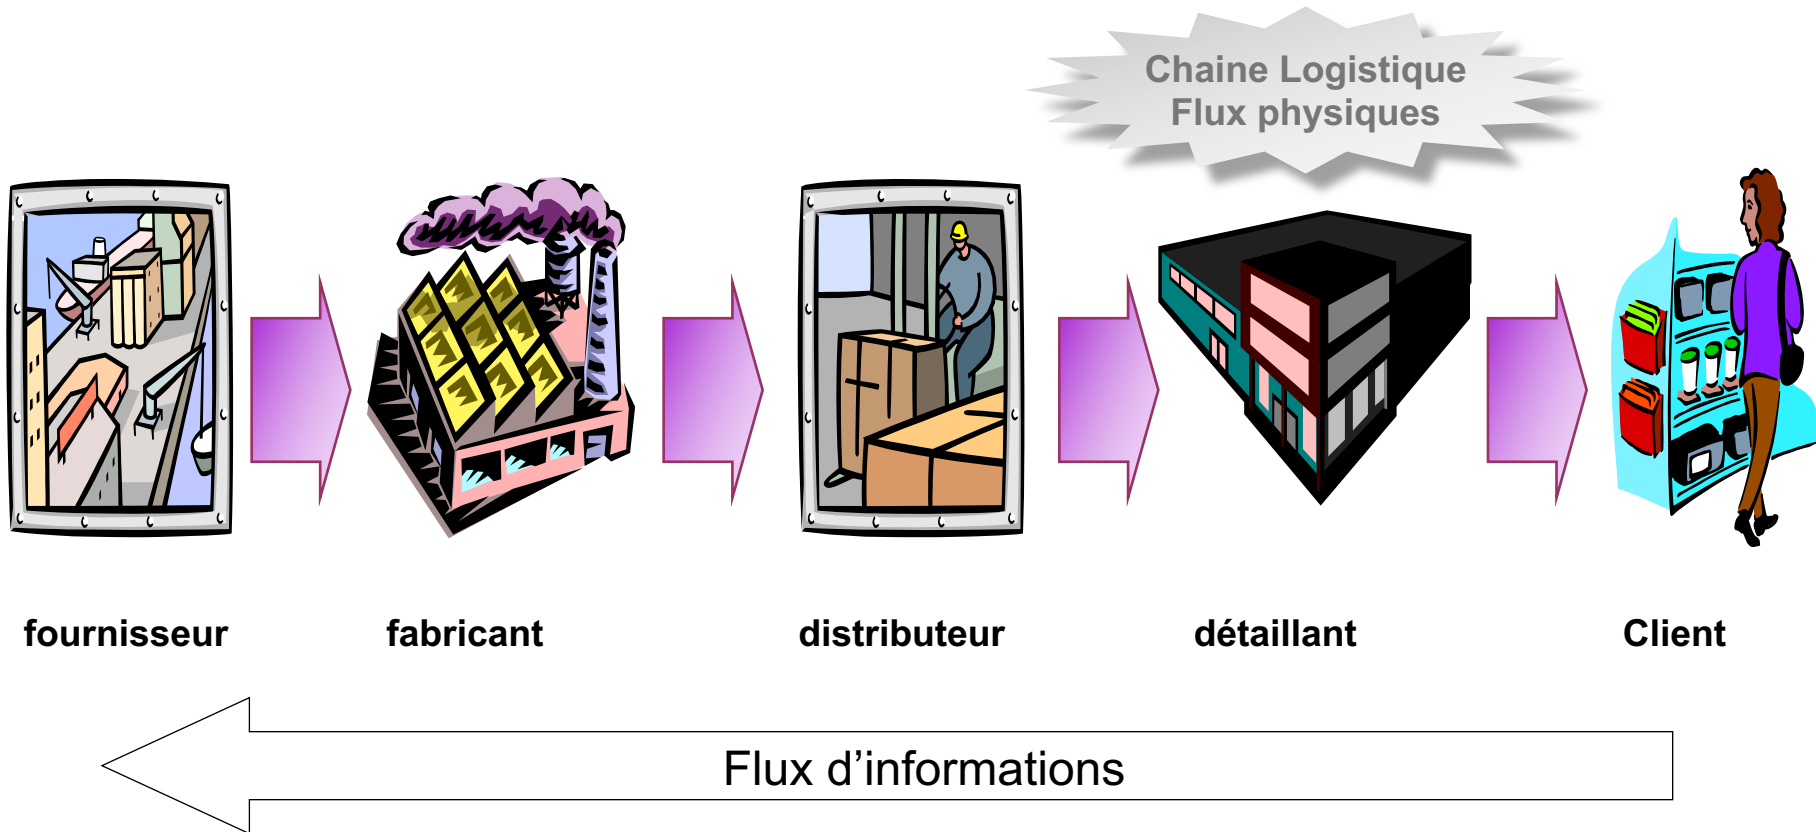 Chaine Logistique
Flux physiques
fournisseur
fabricant
distributeur
détaillant
Client
Flux d’informations